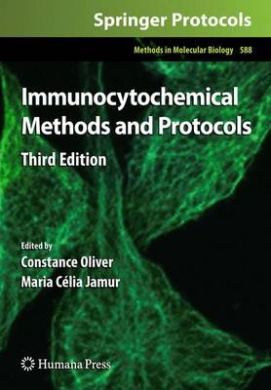 Springer Protocols
Methods in Molecular Biology 588
Immunocytochemical
Methods and Protocols
Third Edition
Edited by
Constance Oliver
Maria Célia Jamur
Humana Press